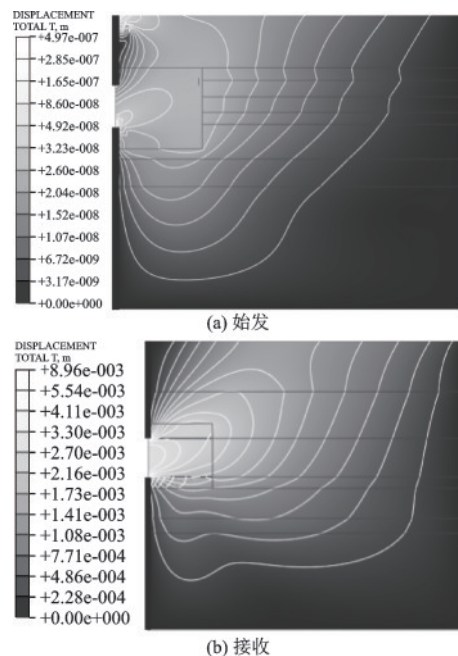 DISPLACEMENT
TOTAL T, m
+4.97e-007
+2.85e-007
+1.65e-007
+8.60e-008
+4.92e-008
+3.23e-008
+2.60e-008
+2.04e-008
+1.52e-008
+1.07e-008
+6.72e-009
+3.17e-009
+0.00e+000
(a) 始发
DISPLACEMENT
TOTAL T, m
+8.96e-003
+5.54e-003
+4.11e-003
+3.30e-003
+2.70e-003
+2.16e-003
+1.73e-003
+1.41e-003
+1.08e-003
+7.71e-004
+4.86e-004
+2.28e-004
+0.00e+000
(b) 接收